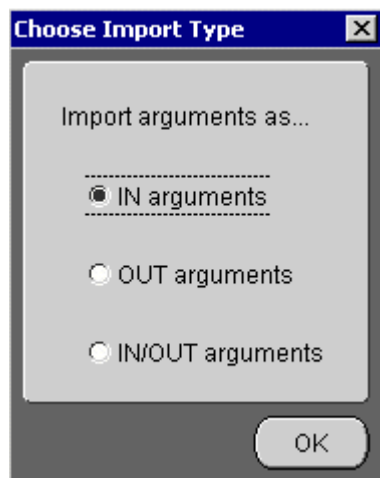 Choose Import Type
Import arguments as...
IN arguments
OUT arguments
IN/OUT arguments
OK